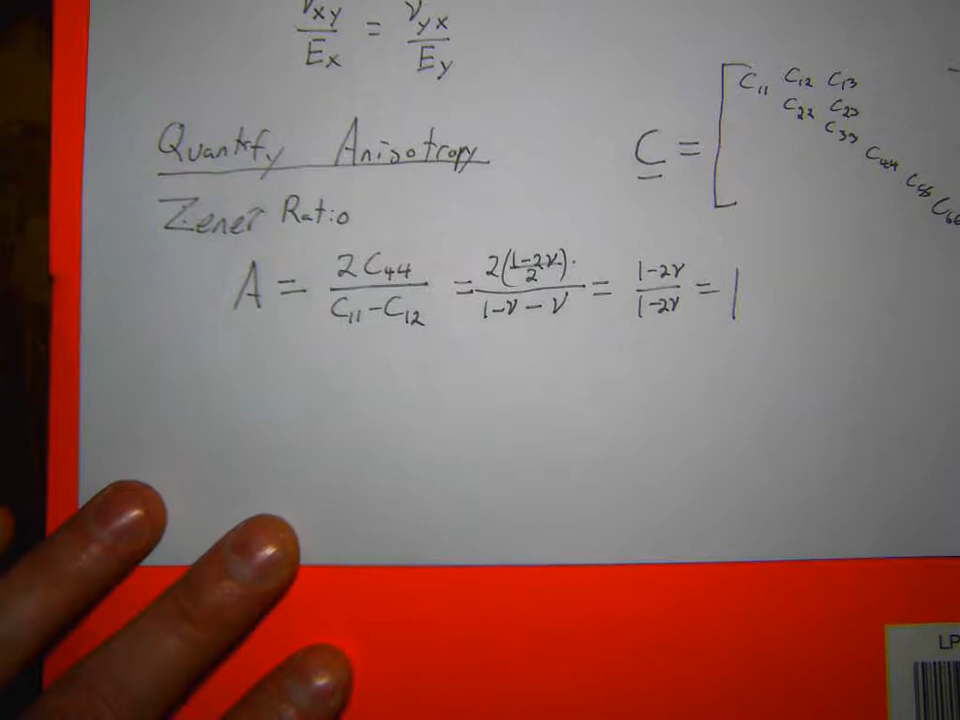 νxy/Ex = νyx/Ey
Quantify Anisotropy
Zener Ratio
C = [ C11 C12 C13
C22 C23
C33
C44
C55
C66
A = 2C44/(C11-C12) = 2((1-2ν)/2)·/(1-ν-ν) = (1-2ν)/(1-2ν) = 1
LP